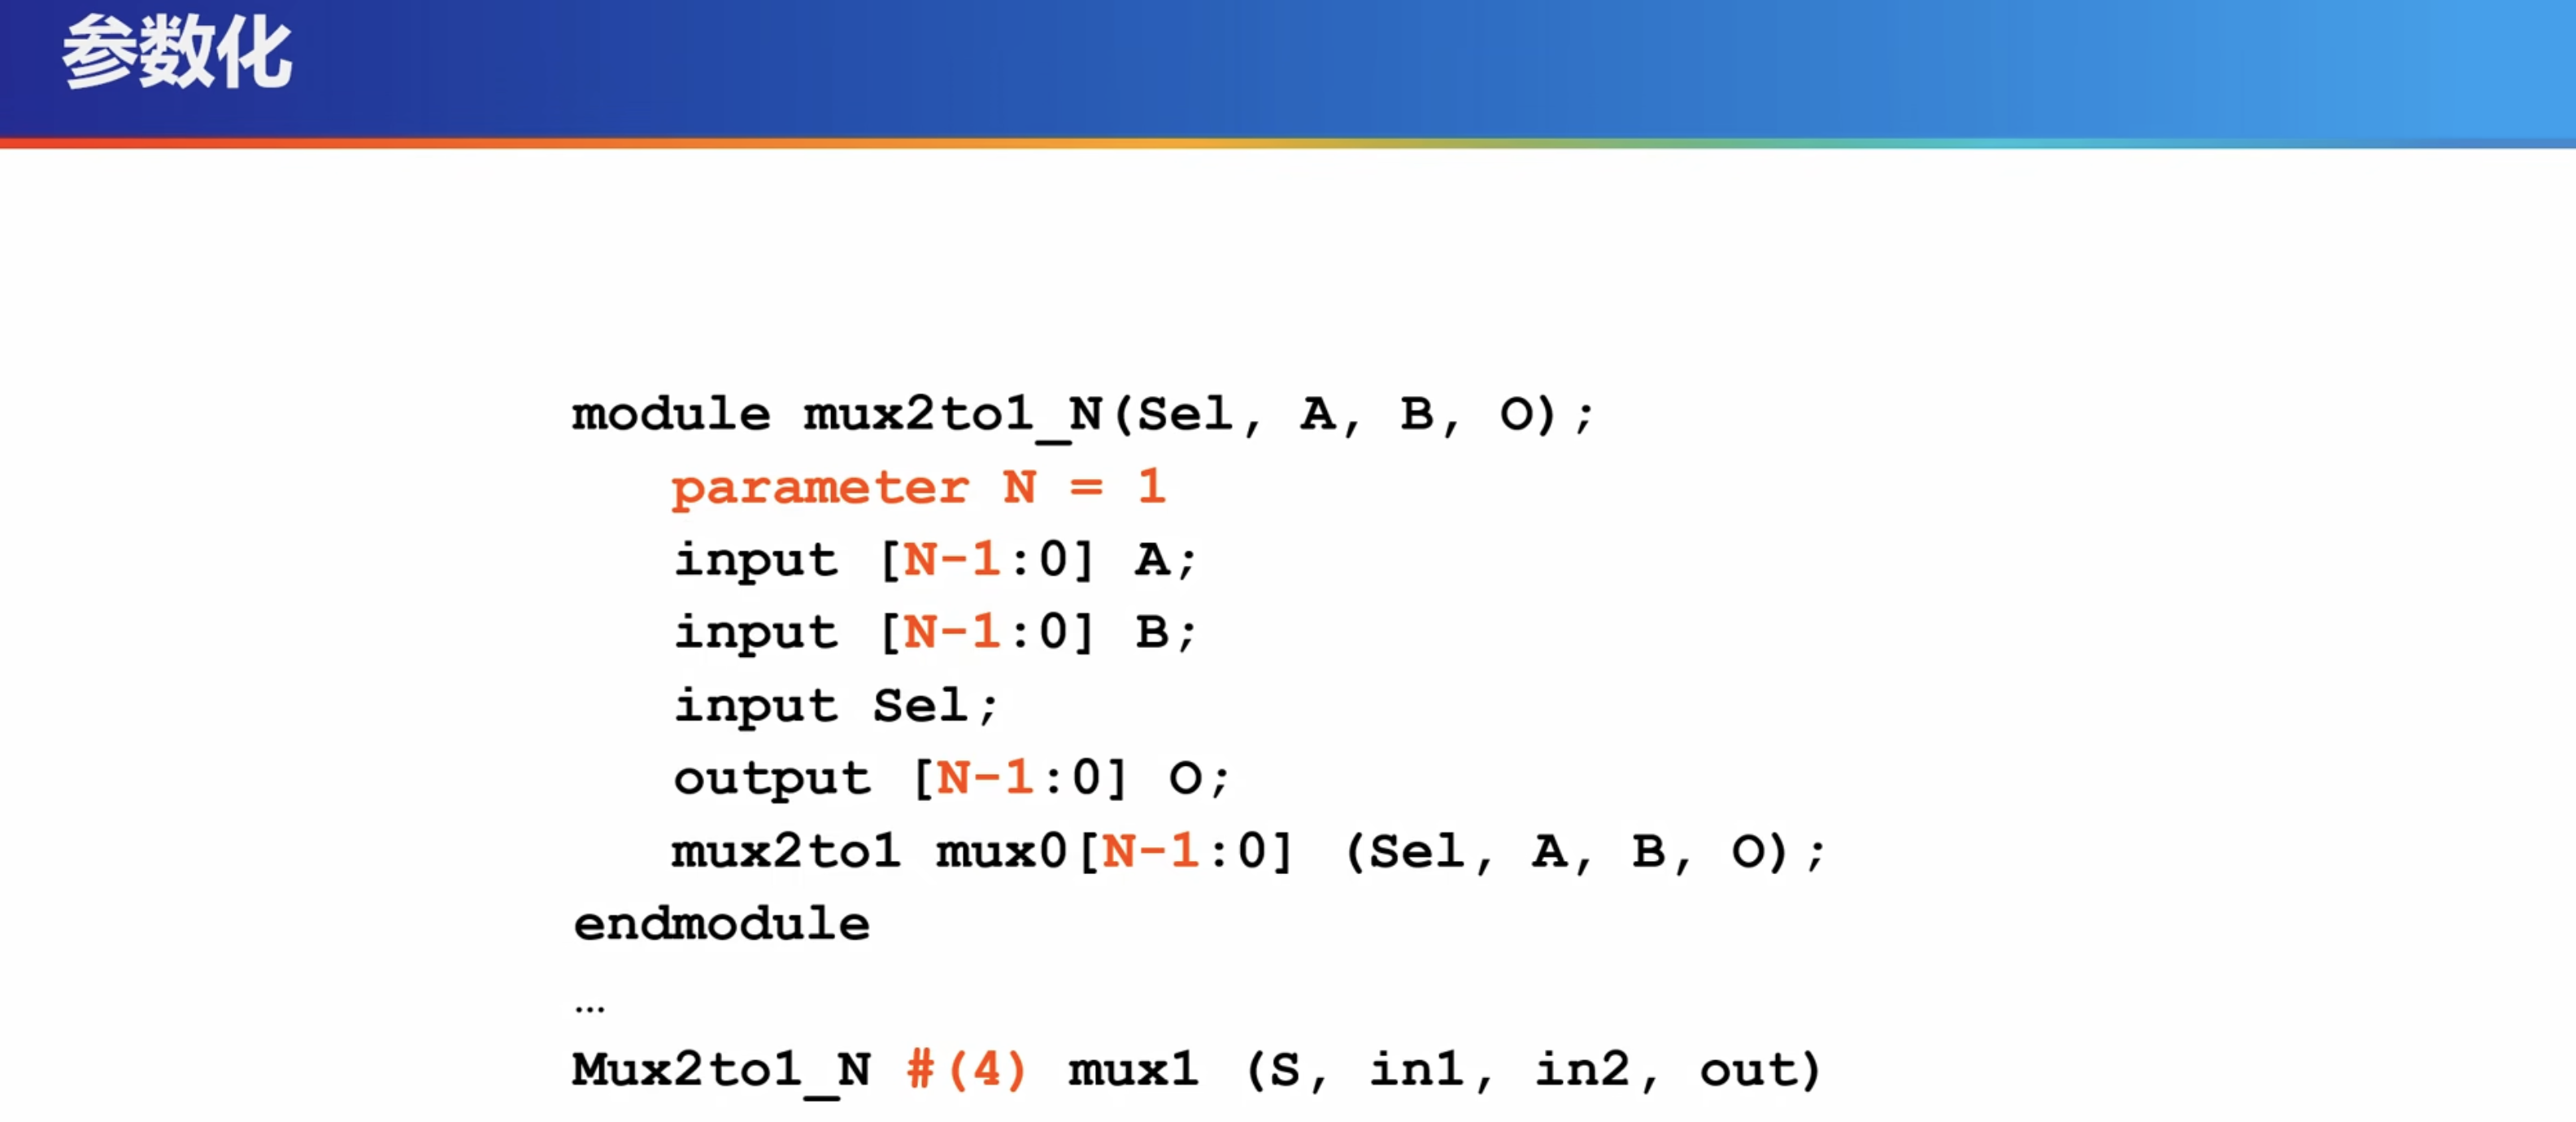 参数化
module mux2to1_N(Sel, A, B, O);
parameter N = 1
input [N-1:0] A;
input [N-1:0] B;
input Sel;
output [N-1:0] O;
mux2to1 mux0[N-1:0] (Sel, A, B, O);
endmodule
…
Mux2to1_N #(4) mux1 (S, in1, in2, out)